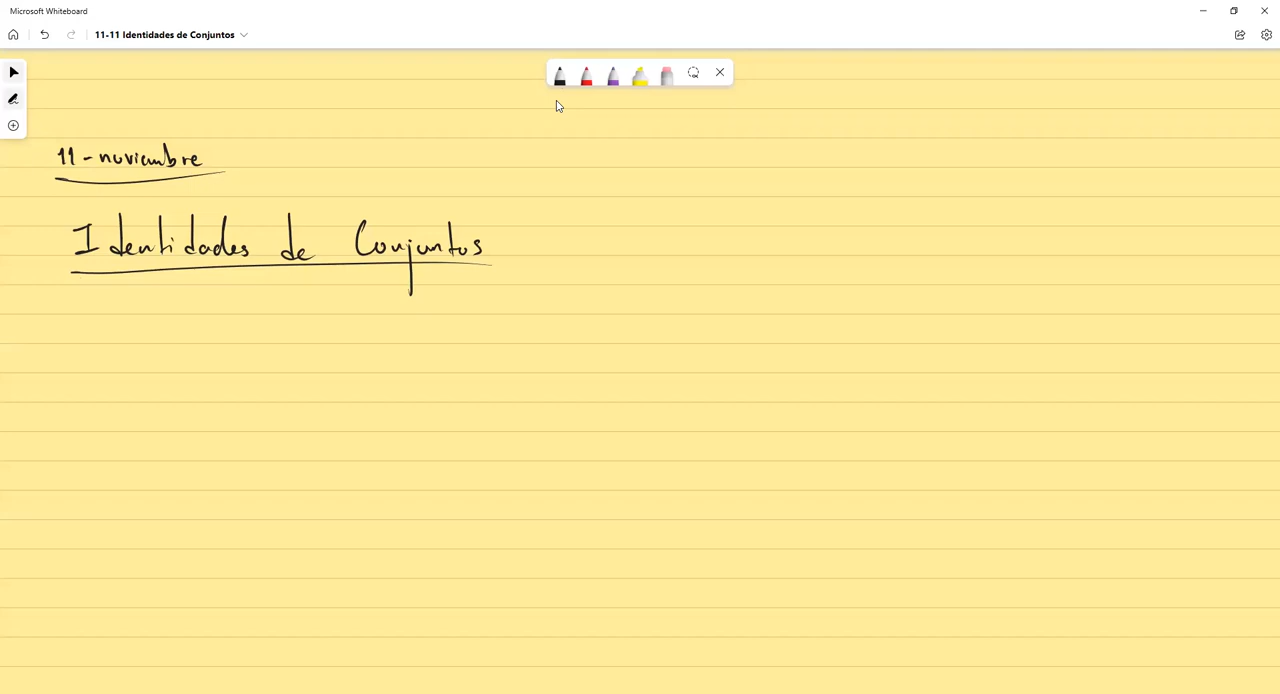 Microsoft Whiteboard
11-11 Identidades de Conjuntos
11-noviembre
Identidades de Conjuntos